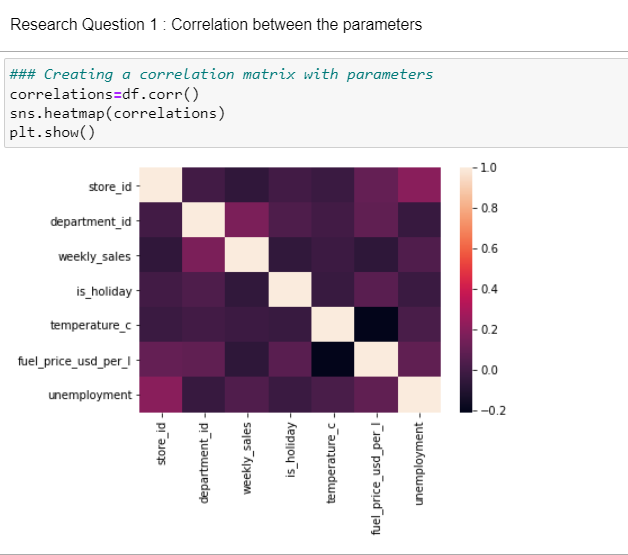 Research Question 1 : Correlation between the parameters
### Creating a correlation matrix with parameters
correlations=df.corr()
sns.heatmap(correlations)
plt.show()
store_id
department_id
weekly_sales
is_holiday
temperature_c
fuel_price_usd_per_l
unemployment
store_id
department_id
weekly_sales
is_holiday
temperature_c
fuel_price_usd_per_l
unemployment
1.0
0.8
0.6
0.4
0.2
0.0
−0.2